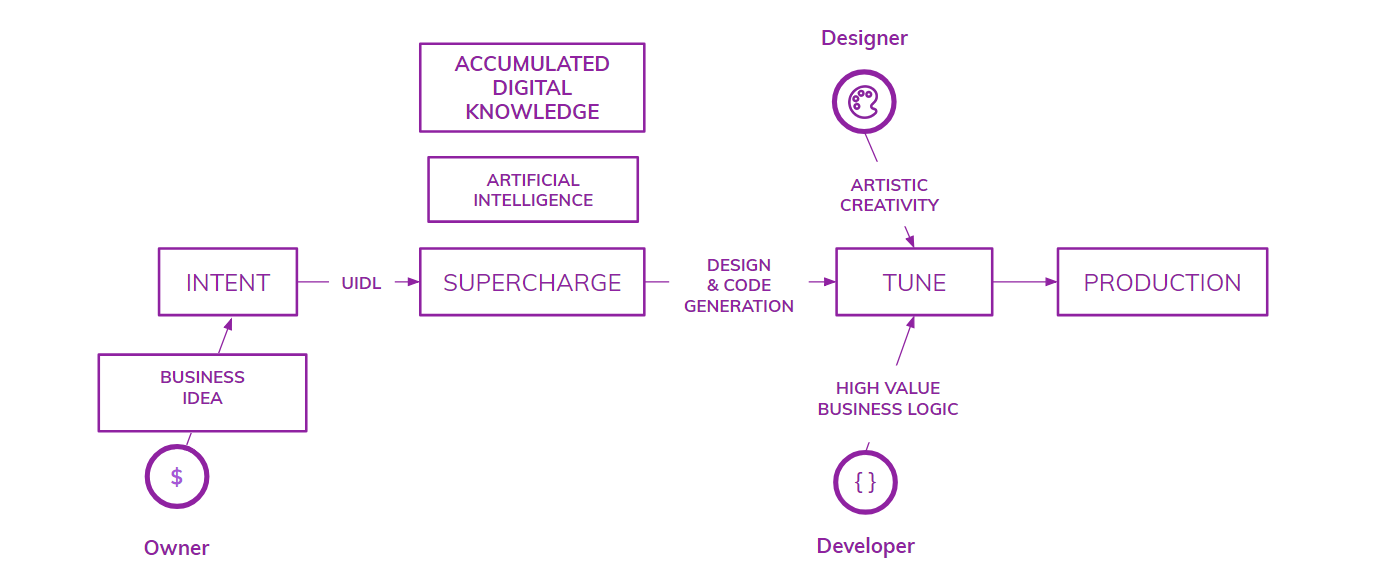 Designer
ACCUMULATED
DIGITAL
KNOWLEDGE
ARTIFICIAL
INTELLIGENCE
ARTISTIC
CREATIVITY
INTENT
UIDL
SUPERCHARGE
DESIGN
& CODE
GENERATION
TUNE
PRODUCTION
BUSINESS
IDEA
HIGH VALUE
BUSINESS LOGIC
$
{ }
Owner
Developer